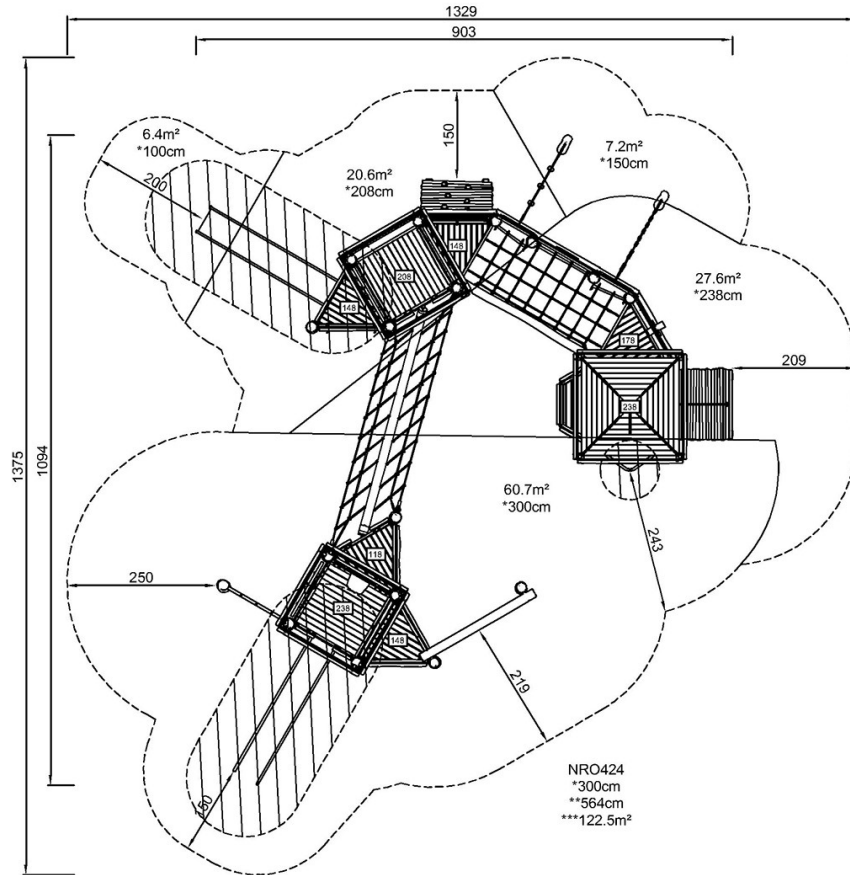 1329
903
6.4m²
*100cm
200
20.6m²
*208cm
150
7.2m²
*150cm
148
208
148
27.6m²
*238cm
178
209
238
1375
1094
60.7m²
*300cm
243
118
250
238
148
219
150
NRO424
*300cm
**564cm
***122.5m²